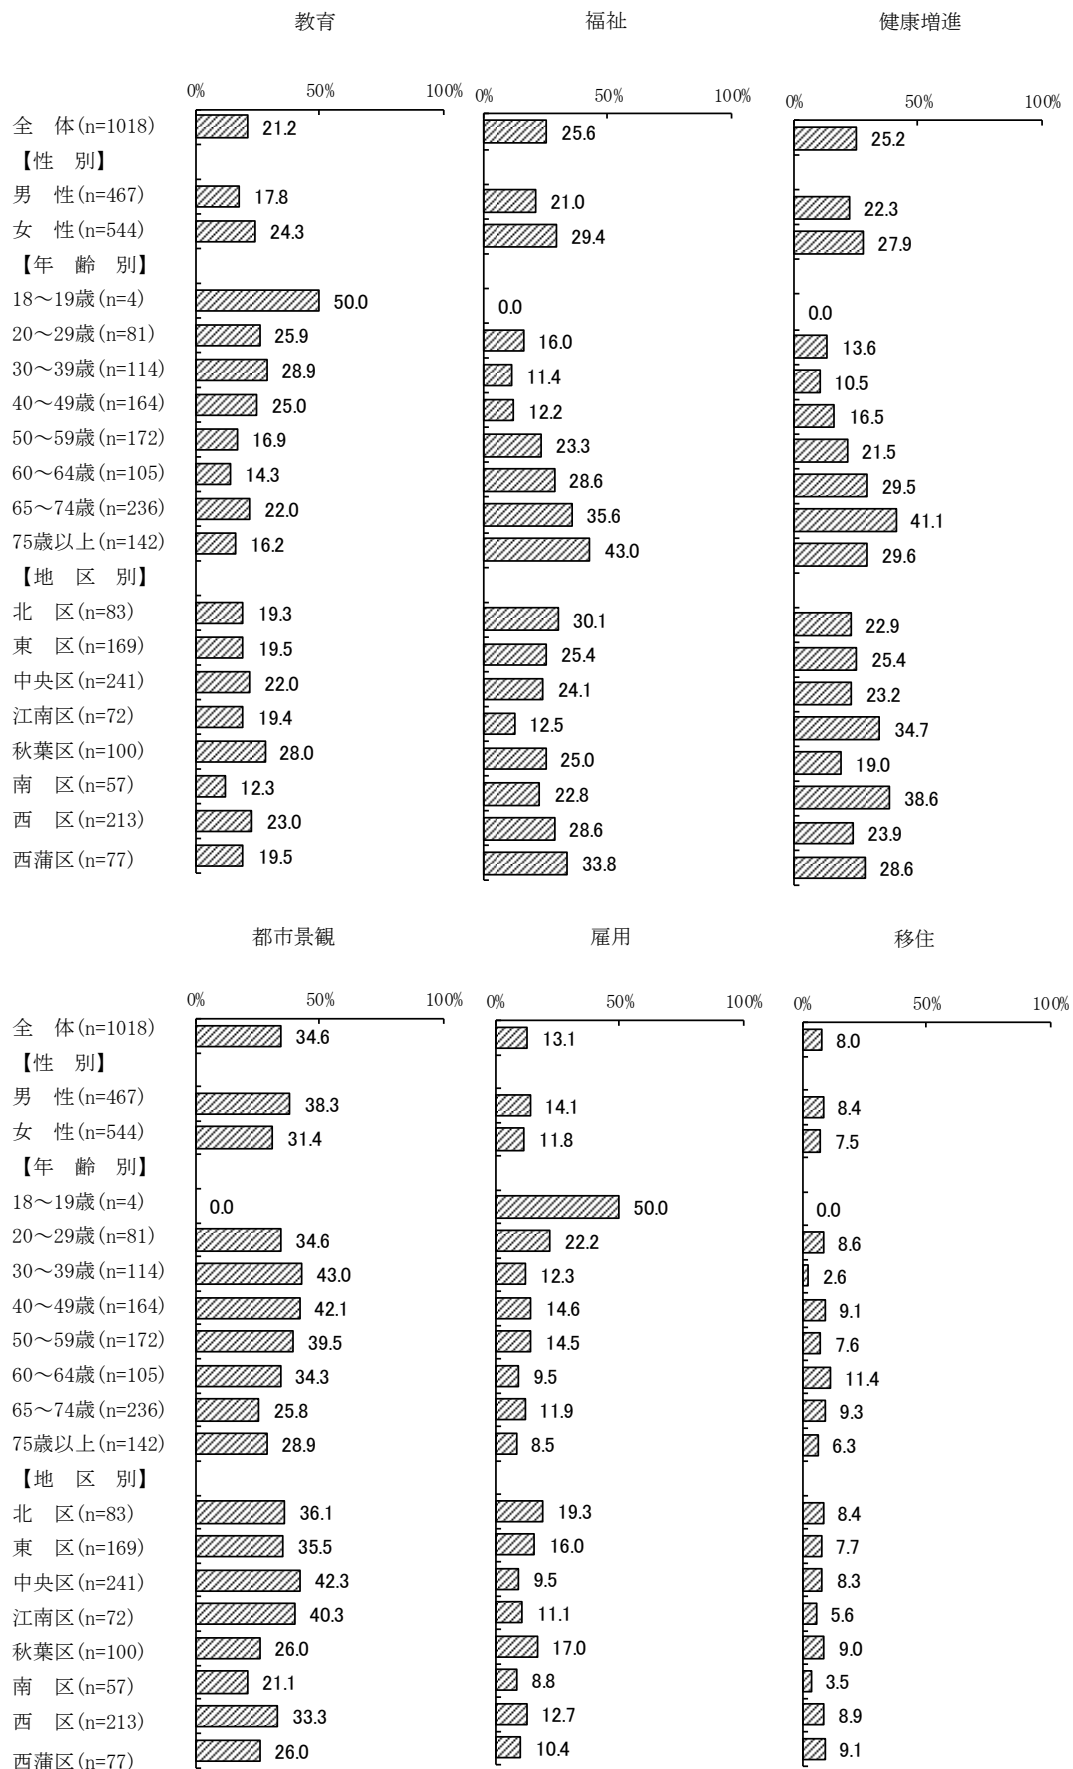 教育 福祉 健康増進
0% 50% 100% 0% 50% 100% 0% 50% 100%
全　体(n=1018) 21.2 25.6 25.2
【性　別】
男　性(n=467) 17.8 21.0 22.3
女　性(n=544) 24.3 29.4 27.9
【年　齢　別】
18～19歳(n=4) 50.0 0.0 0.0
20～29歳(n=81) 25.9 16.0 13.6
30～39歳(n=114) 28.9 11.4 10.5
40～49歳(n=164) 25.0 12.2 16.5
50～59歳(n=172) 16.9 23.3 21.5
60～64歳(n=105) 14.3 28.6 29.5
65～74歳(n=236) 22.0 35.6 41.1
75歳以上(n=142) 16.2 43.0 29.6
【地　区　別】
北　区(n=83) 19.3 30.1 22.9
東　区(n=169) 19.5 25.4 25.4
中央区(n=241) 22.0 24.1 23.2
江南区(n=72) 19.4 12.5 34.7
秋葉区(n=100) 28.0 25.0 19.0
南　区(n=57) 12.3 22.8 38.6
西　区(n=213) 23.0 28.6 23.9
西蒲区(n=77) 19.5 33.8 28.6
都市景観 雇用 移住
0% 50% 100% 0% 50% 100% 0% 50% 100%
全　体(n=1018) 34.6 13.1 8.0
【性　別】
男　性(n=467) 38.3 14.1 8.4
女　性(n=544) 31.4 11.8 7.5
【年　齢　別】
18～19歳(n=4) 0.0 50.0 0.0
20～29歳(n=81) 34.6 22.2 8.6
30～39歳(n=114) 43.0 12.3 2.6
40～49歳(n=164) 42.1 14.6 9.1
50～59歳(n=172) 39.5 14.5 7.6
60～64歳(n=105) 34.3 9.5 11.4
65～74歳(n=236) 25.8 11.9 9.3
75歳以上(n=142) 28.9 8.5 6.3
【地　区　別】
北　区(n=83) 36.1 19.3 8.4
東　区(n=169) 35.5 16.0 7.7
中央区(n=241) 42.3 9.5 8.3
江南区(n=72) 40.3 11.1 5.6
秋葉区(n=100) 26.0 17.0 9.0
南　区(n=57) 21.1 8.8 3.5
西　区(n=213) 33.3 12.7 8.9
西蒲区(n=77) 26.0 10.4 9.1